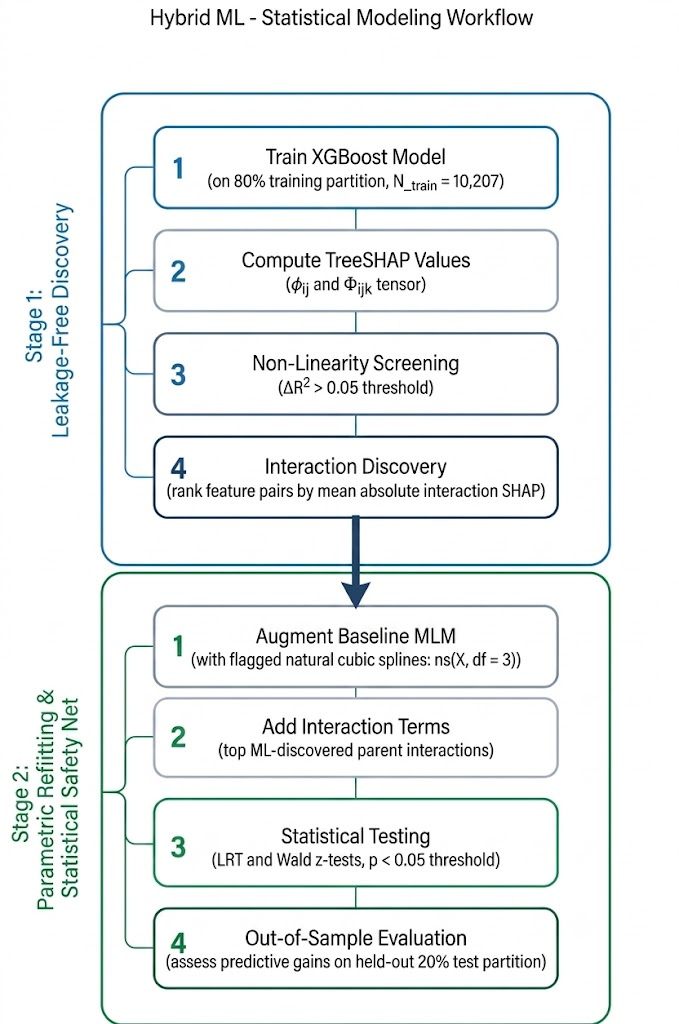 Hybrid ML - Statistical Modeling Workflow
Stage 1:
Leakage-Free Discovery
1
Train XGBoost Model
(on 80% training partition, N_train = 10,207)
2
Compute TreeSHAP Values
(ϕij and Φijk tensor)
3
Non-Linearity Screening
(ΔR² > 0.05 threshold)
4
Interaction Discovery
(rank feature pairs by mean absolute interaction SHAP)
Stage 2:
Parametric Refiitting &
Statistical Safety Net
1
Augment Baseline MLM
(with flagged natural cubic splines: ns(X, df = 3))
2
Add Interaction Terms
(top ML-discovered parent interactions)
3
Statistical Testing
(LRT and Wald z-tests, p < 0.05 threshold)
4
Out-of-Sample Evaluation
(assess predictive gains on held-out 20% test partition)